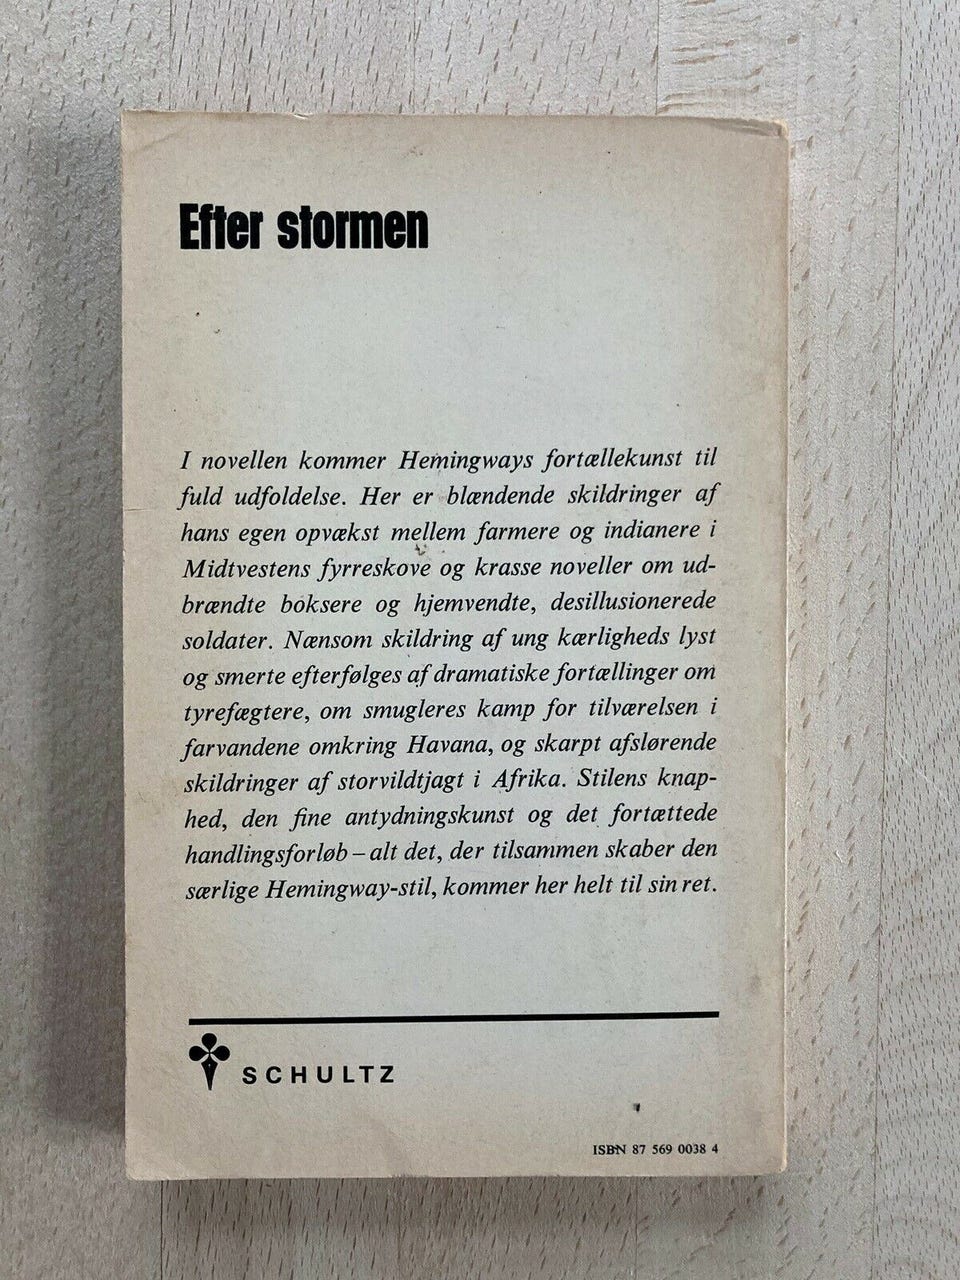 Efter stormen
I novellen kommer Hemingways fortællekunst til
fuld udfoldelse. Her er blændende skildringer af
hans egen opvækst mellem farmere og indianere i
Midtvestens fyrreskove og krasse noveller om ud-
brændte boksere og hjemvendte, desillusionerede
soldater. Nænsom skildring af ung kærligheds lyst
og smerte efterfølges af dramatiske fortællinger om
tyrefægtere, om smugleres kamp for tilværelsen i
farvandene omkring Havana, og skarpt afslørende
skildringer af storvildtjagt i Afrika. Stilens knap-
hed, den fine antydningskunst og det fortættede
handlingsforløb – alt det, der tilsammen skaber den
særlige Hemingway-stil, kommer her helt til sin ret.
SCHULTZ
ISBN 87 569 0038 4